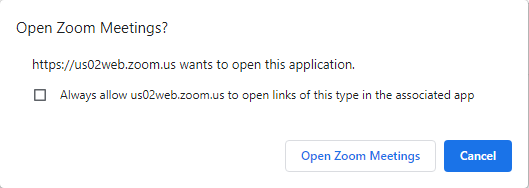 Open Zoom Meetings?
https://us02web.zoom.us wants to open this application.
Always allow us02web.zoom.us to open links of this type in the associated app
Open Zoom Meetings
Cancel